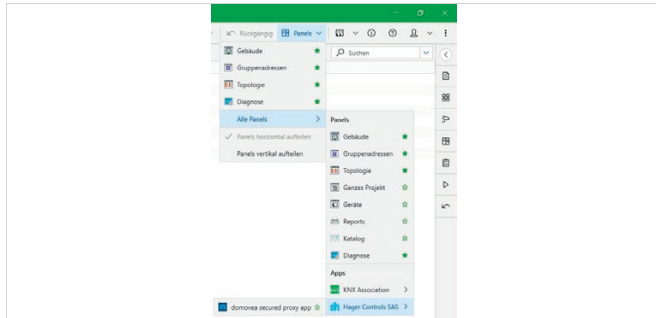 Rückgängig Panels
Gebäude
Suchen
Gruppenadressen
Topologie
Diagnose
Alle Panels
Panels
Panels horizontal aufteilen
Gebäude
Panels vertikal aufteilen
Gruppenadressen
Topologie
Ganzes Projekt
Geräte
Reports
Katalog
Diagnose
Apps
KNX Association
domovea secured proxy app
Hager Controls SAS